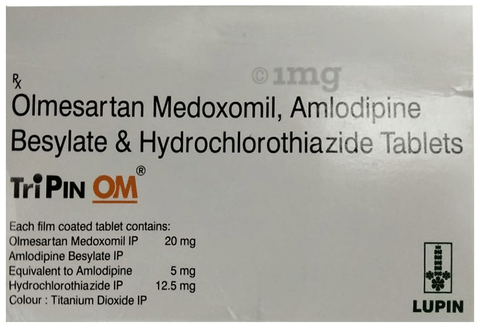 ©1mg
Rx
Olmesartan Medoxomil, Amlodipine
Besylate & Hydrochlorothiazide Tablets
TriPin OM®
Each film coated tablet contains:
Olmesartan Medoxomil IP 20 mg
Amlodipine Besylate IP
Equivalent to Amlodipine 5 mg
Hydrochlorothiazide IP 12.5 mg
Colour : Titanium Dioxide IP
LUPIN